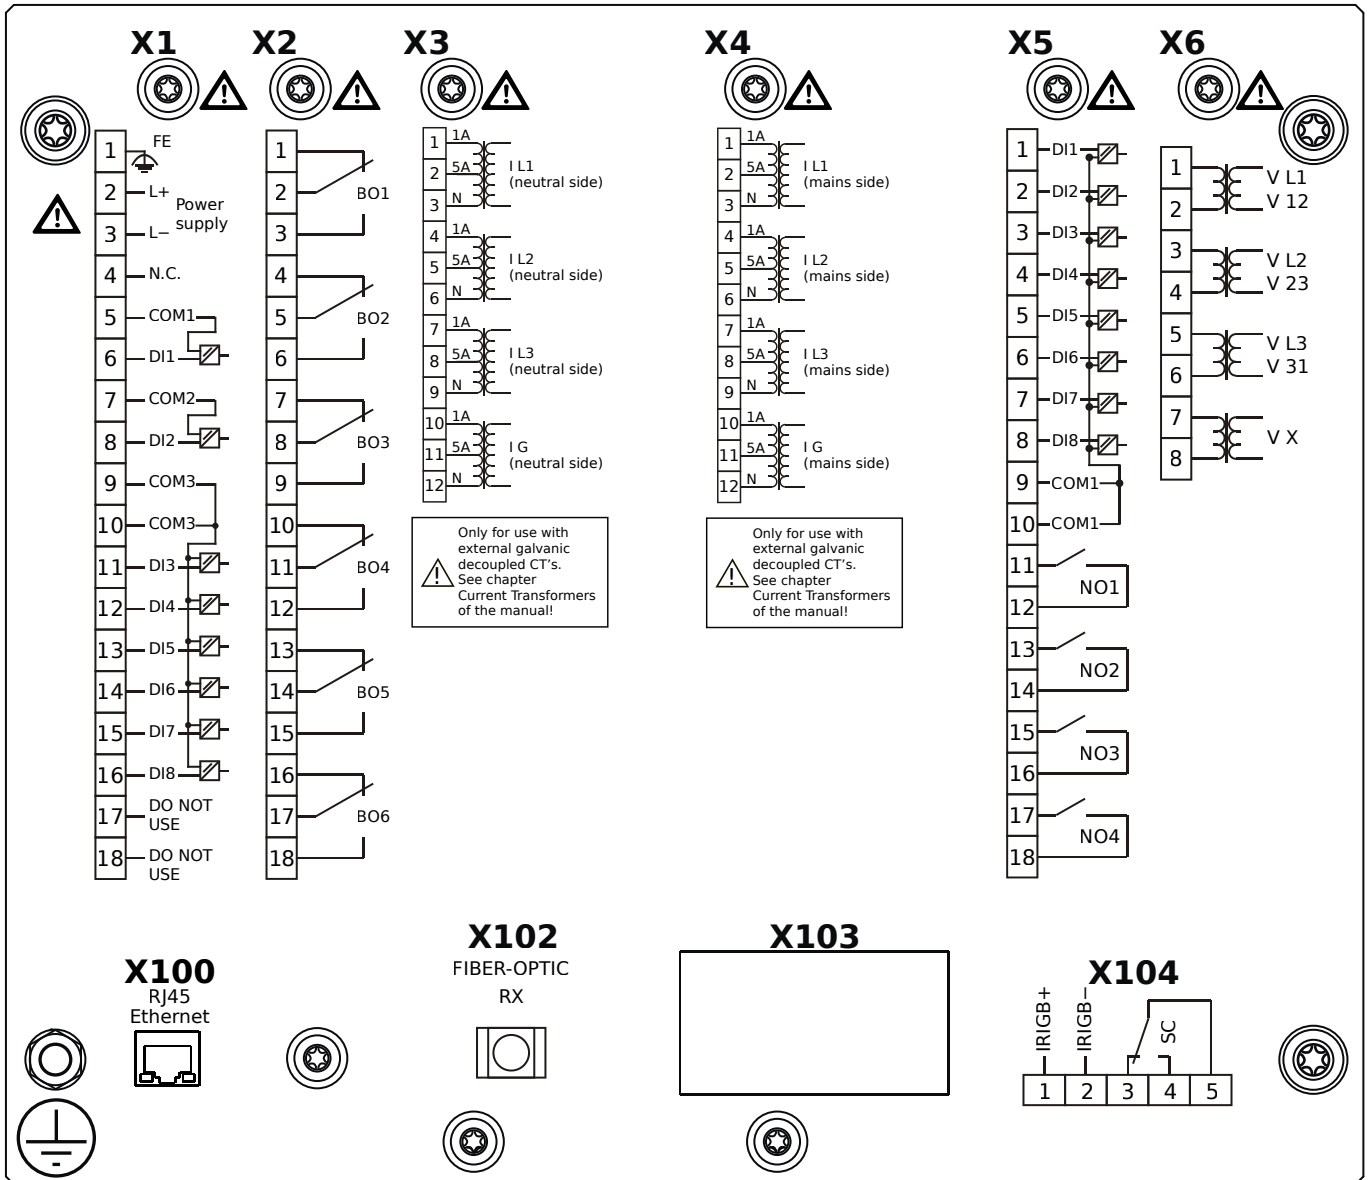 X1
X2
X3
X4
X5
X6
1
FE
2
L+
Power
supply
3
L−
4
N.C.
5
COM1
6
DI1
7
COM2
8
DI2
9
COM3
10
COM3
11
DI3
12
DI4
13
DI5
14
DI6
15
DI7
16
DI8
17
DO NOT
USE
18
DO NOT
USE
1
2
BO1
3
4
5
BO2
6
7
8
BO3
9
10
11
BO4
12
13
14
BO5
15
16
17
BO6
18
1
1A
2
5A
I L1
(neutral side)
3
N
4
1A
5
5A
I L2
(neutral side)
6
N
7
1A
8
5A
I L3
(neutral side)
9
N
10
1A
11
5A
I G
(neutral side)
12
N
Only for use with
external galvanic
decoupled CT's.
See chapter
Current Transformers
of the manual!
1
1A
2
5A
I L1
(mains side)
3
N
4
1A
5
5A
I L2
(mains side)
6
N
7
1A
8
5A
I L3
(mains side)
9
N
10
1A
11
5A
I G
(mains side)
12
N
Only for use with
external galvanic
decoupled CT's.
See chapter
Current Transformers
of the manual!
1
DI1
2
DI2
3
DI3
4
DI4
5
DI5
6
DI6
7
DI7
8
DI8
9
COM1
10
COM1
11
NO1
12
13
NO2
14
15
NO3
16
17
NO4
18
1
V L1
2
V 12
3
V L2
4
V 23
5
V L3
6
V 31
7
V X
8
X100
RJ45
Ethernet
X102
FIBER-OPTIC
RX
X103
X104
IRIGB+
IRIGB−
SC
1 2 3 4 5